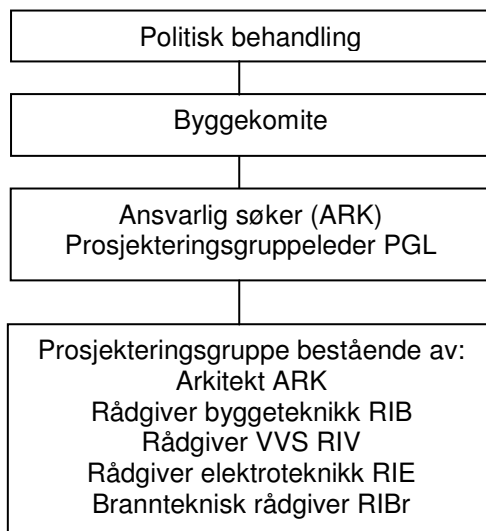 Politisk behandling
Byggekomite
Ansvarlig søker (ARK)
Prosjekteringsgruppeleder PGL
Prosjekteringsgruppe bestående av:
Arkitekt ARK
Rådgiver byggeteknikk RIB
Rådgiver VVS RIV
Rådgiver elektroteknikk RIE
Brannteknisk rådgiver RIBr